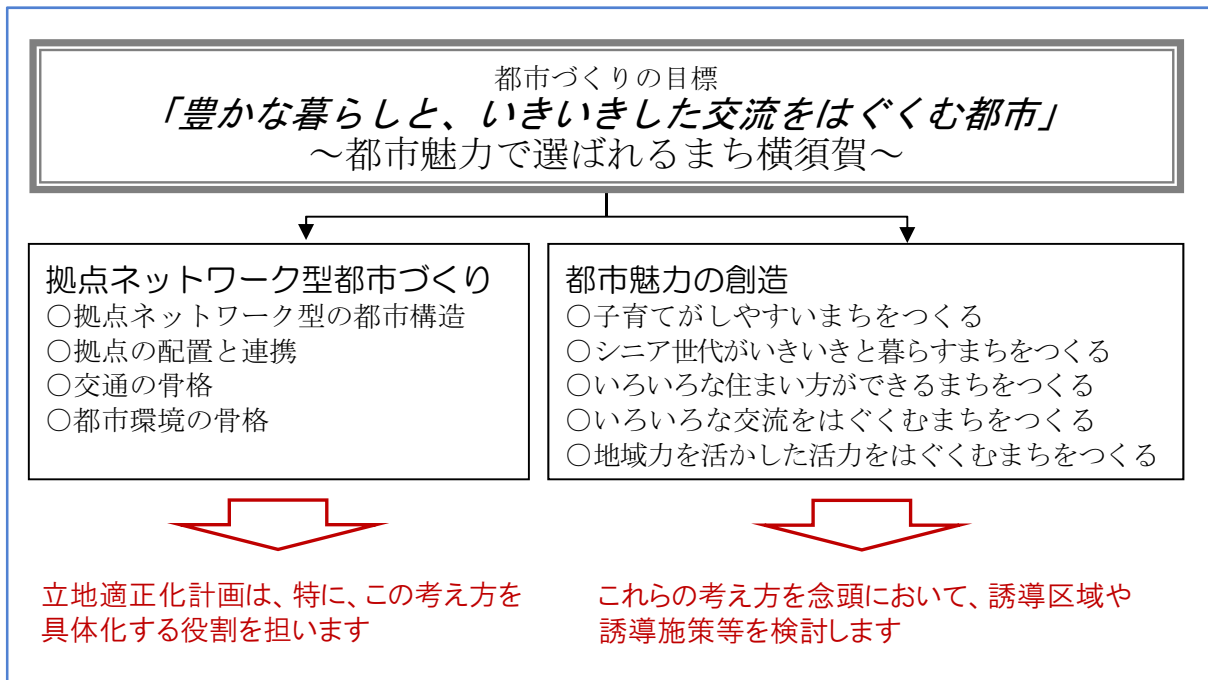 都市づくりの目標
「豊かな暮らしと、いきいきした交流をはぐくむ都市」
～都市魅力で選ばれるまち横須賀～
拠点ネットワーク型都市づくり
○拠点ネットワーク型の都市構造
○拠点の配置と連携
○交通の骨格
○都市環境の骨格
都市魅力の創造
○子育てがしやすいまちをつくる
○シニア世代がいきいきと暮らすまちをつくる
○いろいろな住まい方ができるまちをつくる
○いろいろな交流をはぐくむまちをつくる
○地域力を活かした活力をはぐくむまちをつくる
立地適正化計画は、特に、この考え方を
具体化する役割を担います
これらの考え方を念頭において、誘導区域や
誘導施策等を検討します